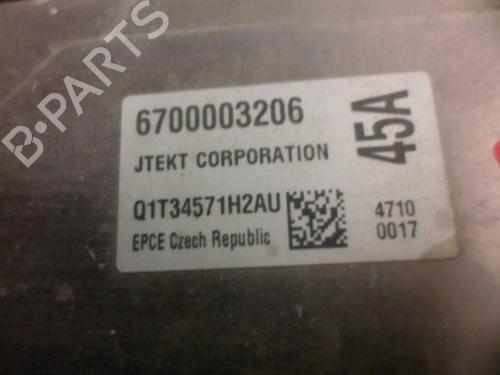 B-PARTS
6700003206
JTEKT CORPORATION
45A
Q1T34571H2AU
EPCE Czech Republic
4710
0017